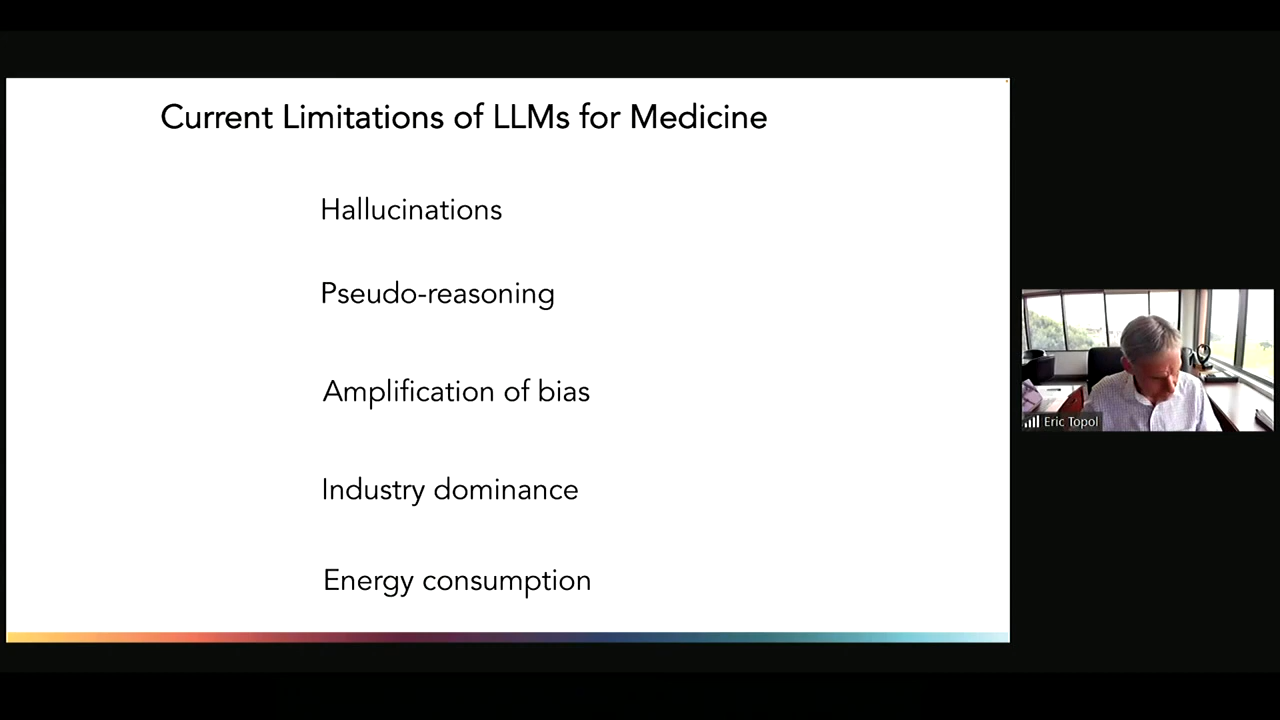 Current Limitations of LLMs for Medicine
Hallucinations
Pseudo-reasoning
Amplification of bias
Industry dominance
Energy consumption
Eric Topol